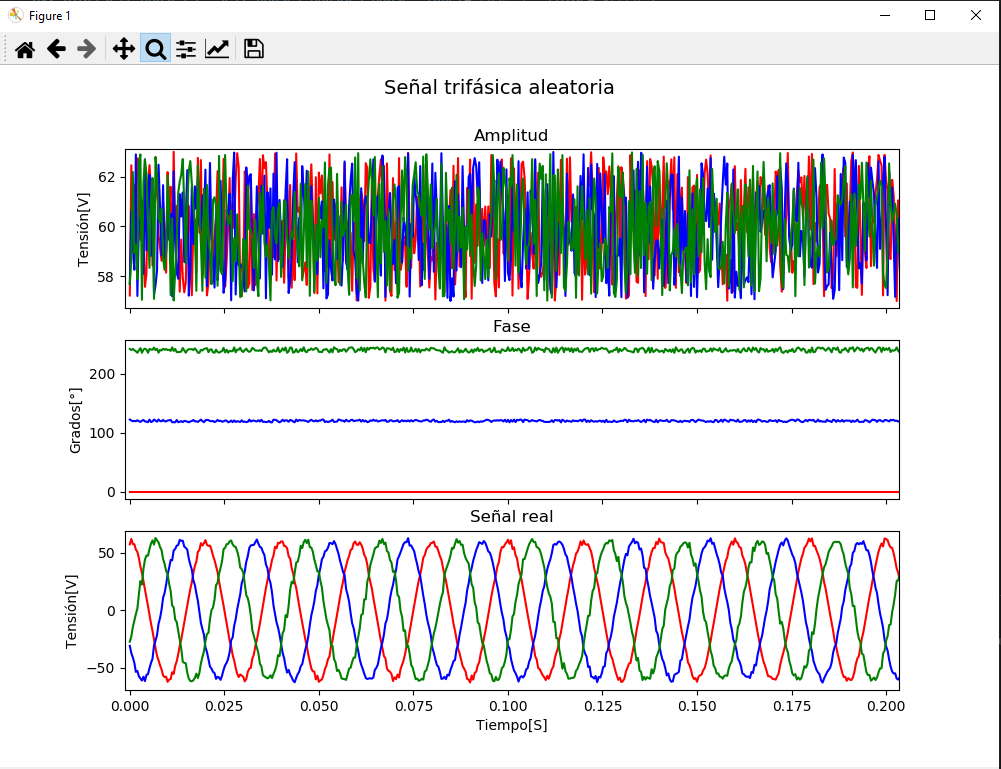 Figure 1
Señal trifásica aleatoria
Amplitud
Tensión[V]
62
60
58
Fase
Grados[°]
200
100
0
Señal real
Tensión[V]
50
0
−50
0.000 0.025 0.050 0.075 0.100 0.125 0.150 0.175 0.200
Tiempo[S]